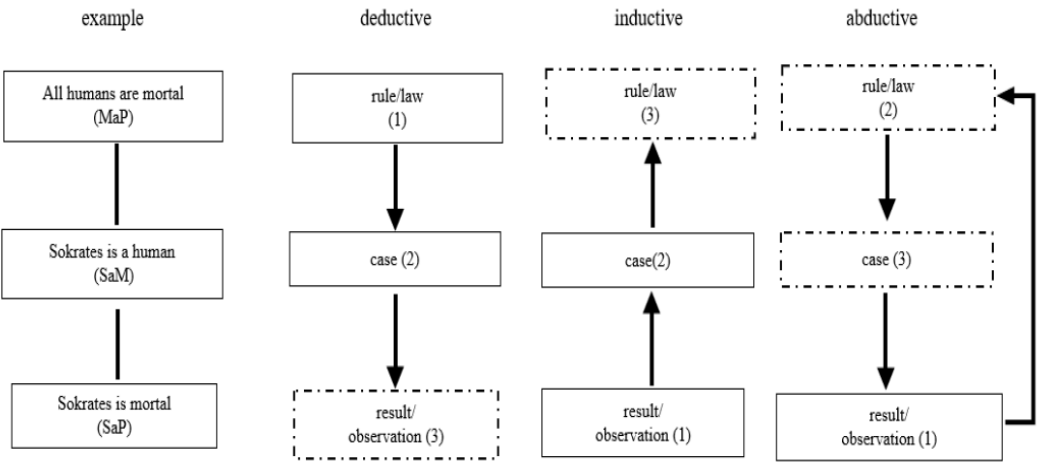 example
deductive
inductive
abductive
All humans are mortal
(MaP)
rule/law
(1)
rule/law
(3)
rule/law
(2)
Sokrates is a human
(SaM)
case (2)
case(2)
case (3)
Sokrates is mortal
(SaP)
result/
observation (3)
result/
observation (1)
result/
observation (1)